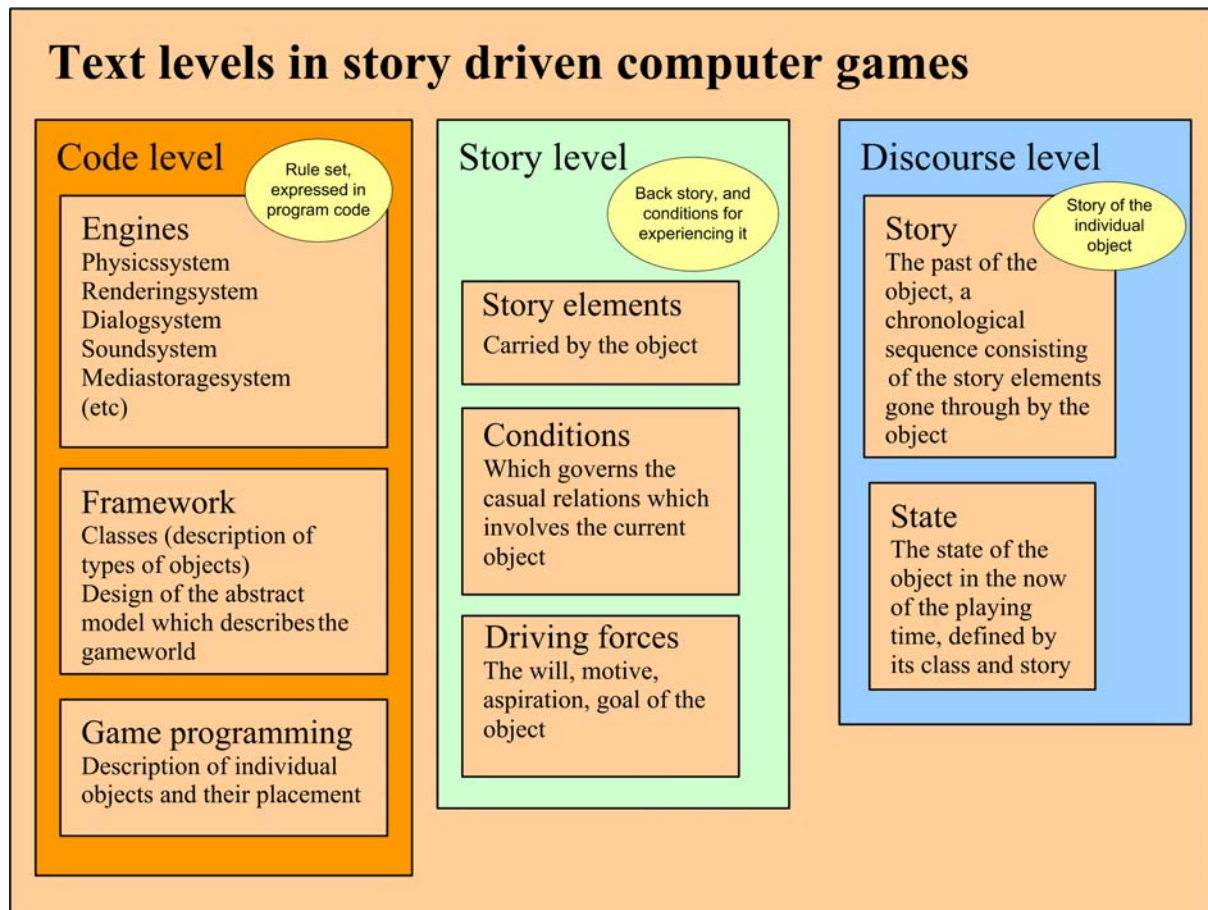 Text levels in story driven computer games
Code level
Rule set,
expressed in
program code
Engines
Physicssystem
Renderingsystem
Dialogsystem
Soundsystem
Mediastoragesystem
(etc)
Framework
Classes (description of
types of objects)
Design of the abstract
model which describes the
gameworld
Game programming
Description of individual
objects and their placement
Story level
Back story, and
conditions for
experiencing it
Story elements
Carried by the object
Conditions
Which governs the
casual relations which
involves the current
object
Driving forces
The will, motive,
aspiration, goal of the
object
Discourse level
Story of the
individual
object
Story
The past of the
object, a
chronological
sequence consisting
of the story elements
gone through by the
object
State
The state of the
object in the now
of the playing
time, defined by
its class and story